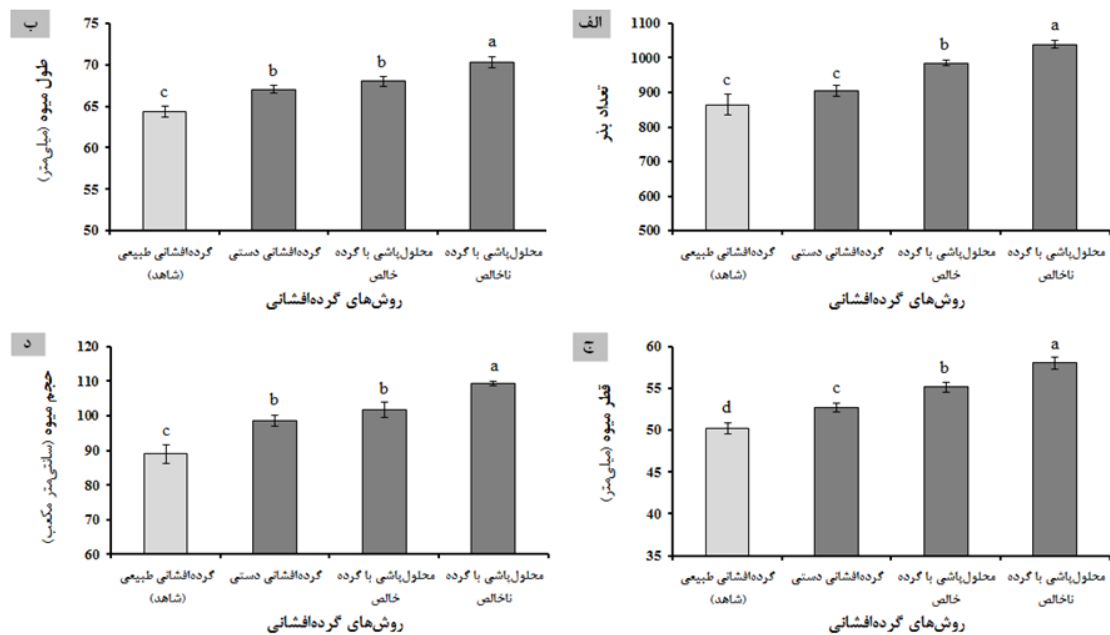 الف
1100
1000
900
800
700
600
500
تعداد بذر
c
c
b
a
گرده‌افشانی طبیعی
(شاهد)
گرده‌افشانی دستی
محلول‌پاشی با گرده
خالص
محلول‌پاشی با گرده
ناخالص
روش‌های گرده‌افشانی
ب
75
70
65
60
55
50
طول میوه (میلی‌متر)
c
b
b
a
گرده‌افشانی طبیعی
(شاهد)
گرده‌افشانی دستی
محلول‌پاشی با گرده
خالص
محلول‌پاشی با گرده
ناخالص
روش‌های گرده‌افشانی
ج
60
55
50
45
40
35
قطر میوه (میلی‌متر)
d
c
b
a
گرده‌افشانی طبیعی
(شاهد)
گرده‌افشانی دستی
محلول‌پاشی با گرده
خالص
محلول‌پاشی با گرده
ناخالص
روش‌های گرده‌افشانی
د
120
110
100
90
80
70
60
حجم میوه (سانتی‌متر مکعب)
c
b
b
a
گرده‌افشانی طبیعی
(شاهد)
گرده‌افشانی دستی
محلول‌پاشی با گرده
خالص
محلول‌پاشی با گرده
ناخالص
روش‌های گرده‌افشانی